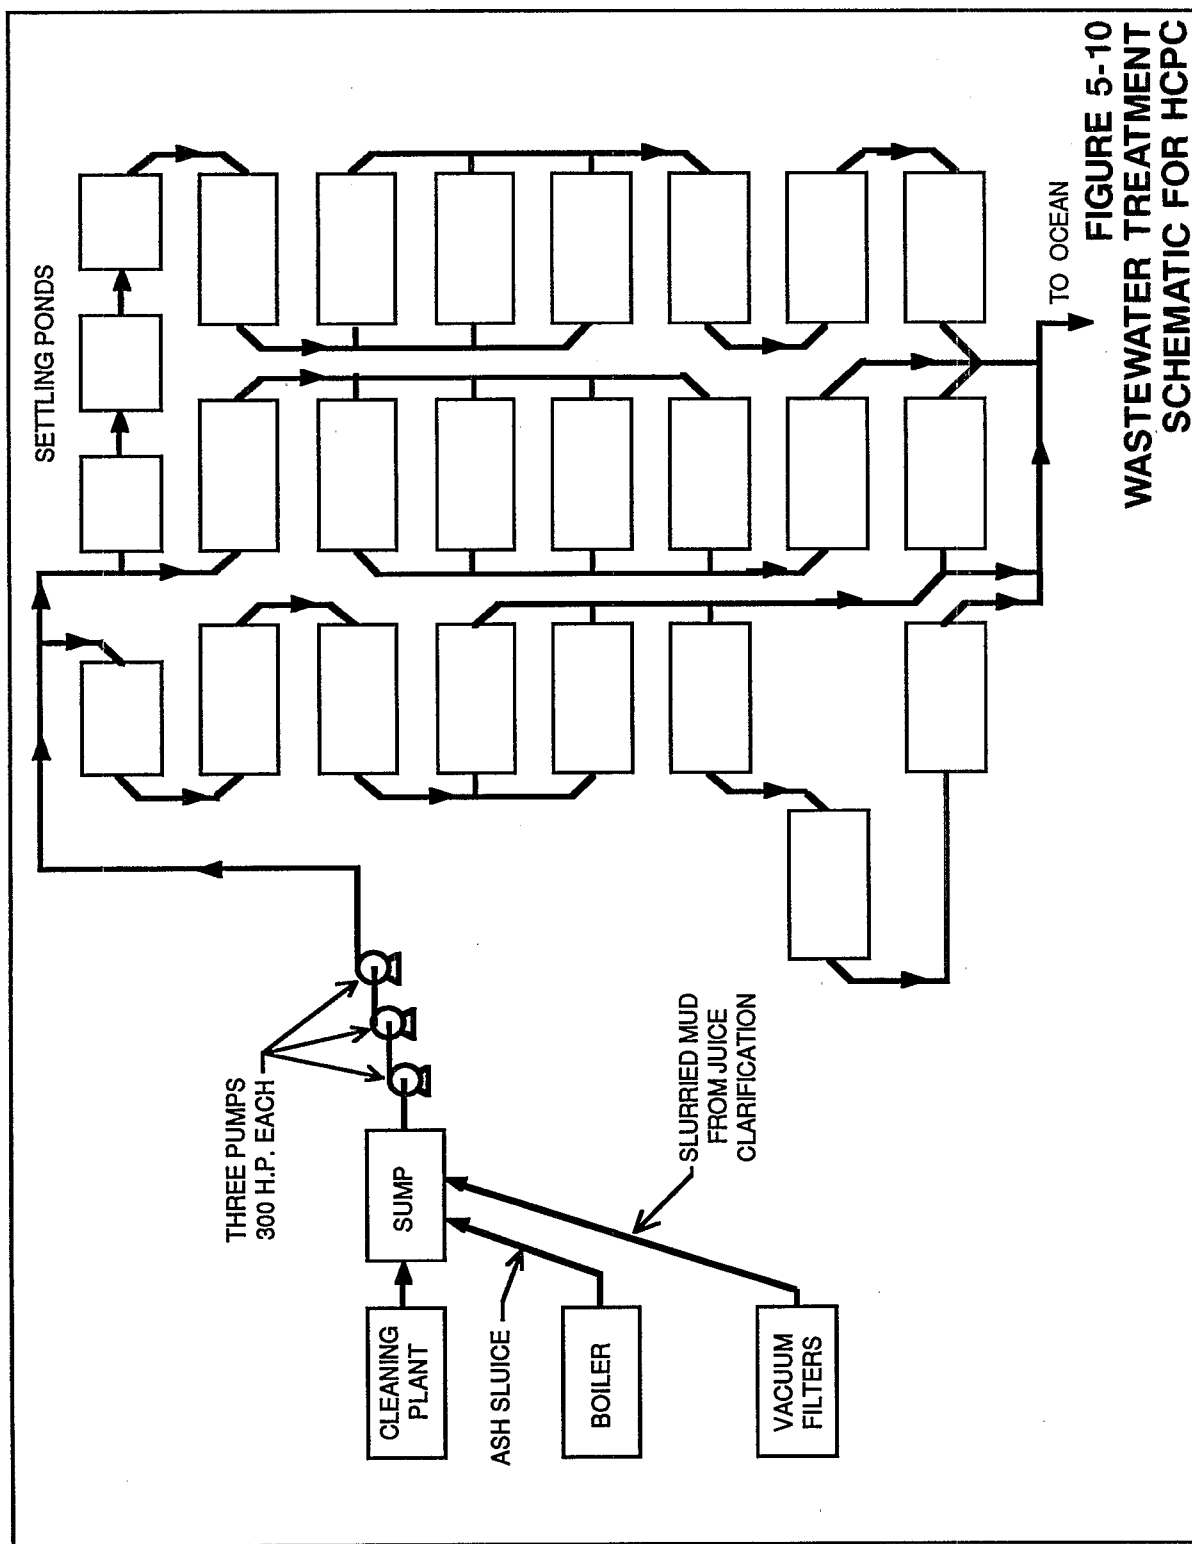 SETTLING PONDS
THREE PUMPS
300 H.P. EACH
CLEANING
PLANT
SUMP
ASH SLUICE
BOILER
SLURRIED MUD
FROM JUICE
CLARIFICATION
VACUUM
FILTERS
TO OCEAN
FIGURE 5-10
WASTEWATER TREATMENT
SCHEMATIC FOR HCPC